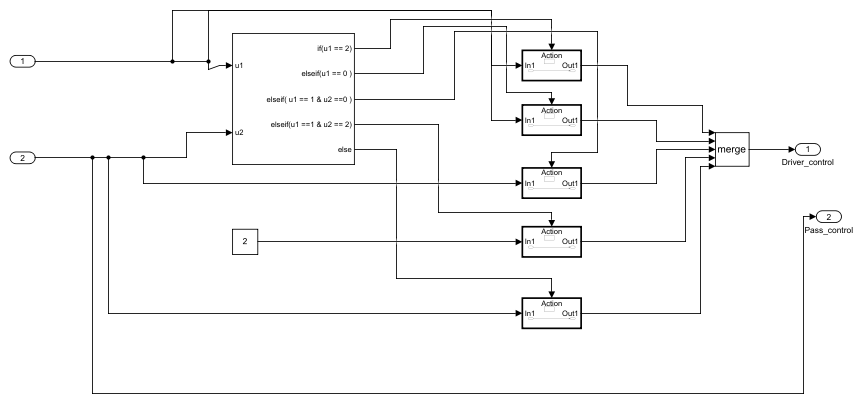 1
u1
u2
if(u1 == 2)
elseif(u1 == 0 )
elseif( u1 == 1 & u2 ==0 )
elseif(u1 ==1 & u2 == 2)
else
Action
In1 Out1
Action
In1 Out1
Action
In1 Out1
Action
In1 Out1
Action
In1 Out1
merge
1
Driver_control
2
2
Pass_control
2